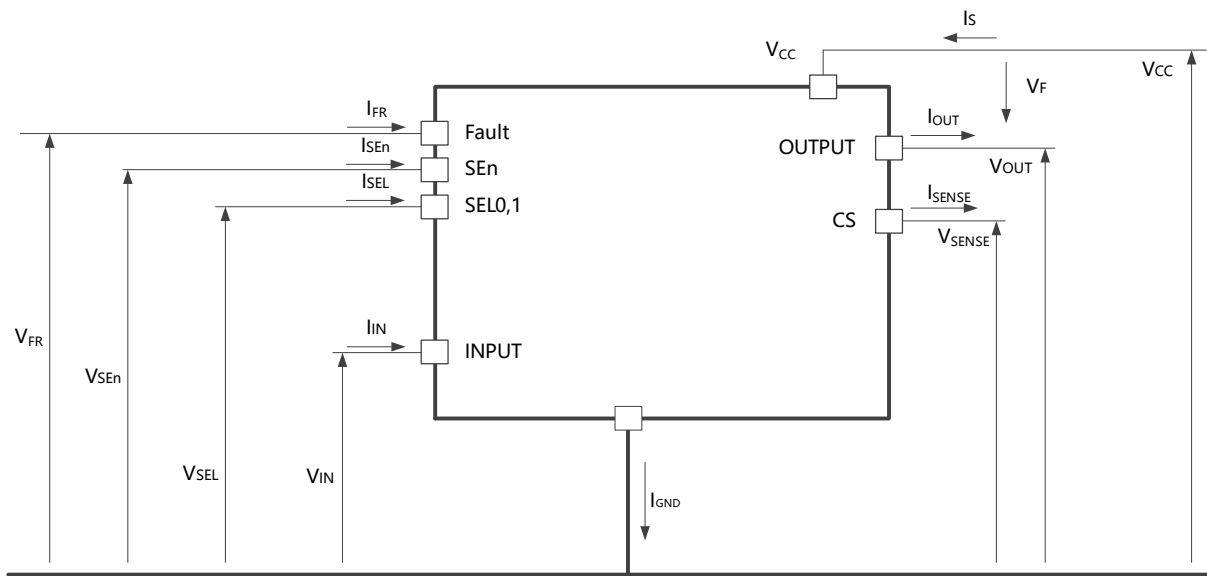 IS
VCC
VCC
VF
IFR
Fault
IOUT
ISEn
SEn
OUTPUT
VOUT
ISEL
SEL0,1
ISENSE
CS
VSENSE
IIN
VFR
INPUT
VSEn
VSEL
VIN
IGND